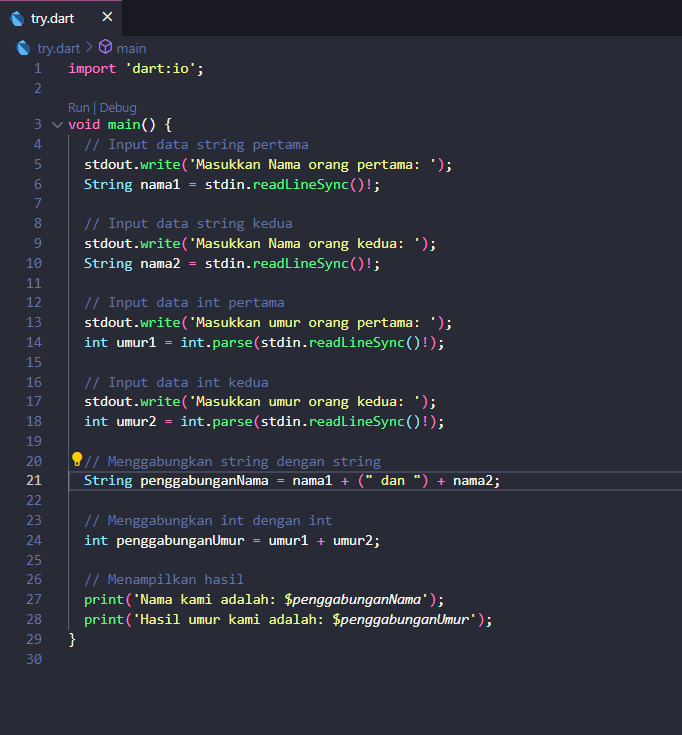 try.dart ×
try.dart > main
1 import 'dart:io';
2
Run | Debug
3 void main() {
4 // Input data string pertama
5 stdout.write('Masukkan Nama orang pertama: ');
6 String nama1 = stdin.readLineSync()!;
7
8 // Input data string kedua
9 stdout.write('Masukkan Nama orang kedua: ');
10 String nama2 = stdin.readLineSync()!;
11
12 // Input data int pertama
13 stdout.write('Masukkan umur orang pertama: ');
14 int umur1 = int.parse(stdin.readLineSync()!);
15
16 // Input data int kedua
17 stdout.write('Masukkan umur orang kedua: ');
18 int umur2 = int.parse(stdin.readLineSync()!);
19
20 // Menggabungkan string dengan string
21 String penggabunganNama = nama1 + (" dan ") + nama2;
22
23 // Menggabungkan int dengan int
24 int penggabunganUmur = umur1 + umur2;
25
26 // Menampilkan hasil
27 print('Nama kami adalah: $penggabunganNama');
28 print('Hasil umur kami adalah: $penggabunganUmur');
29 }
30